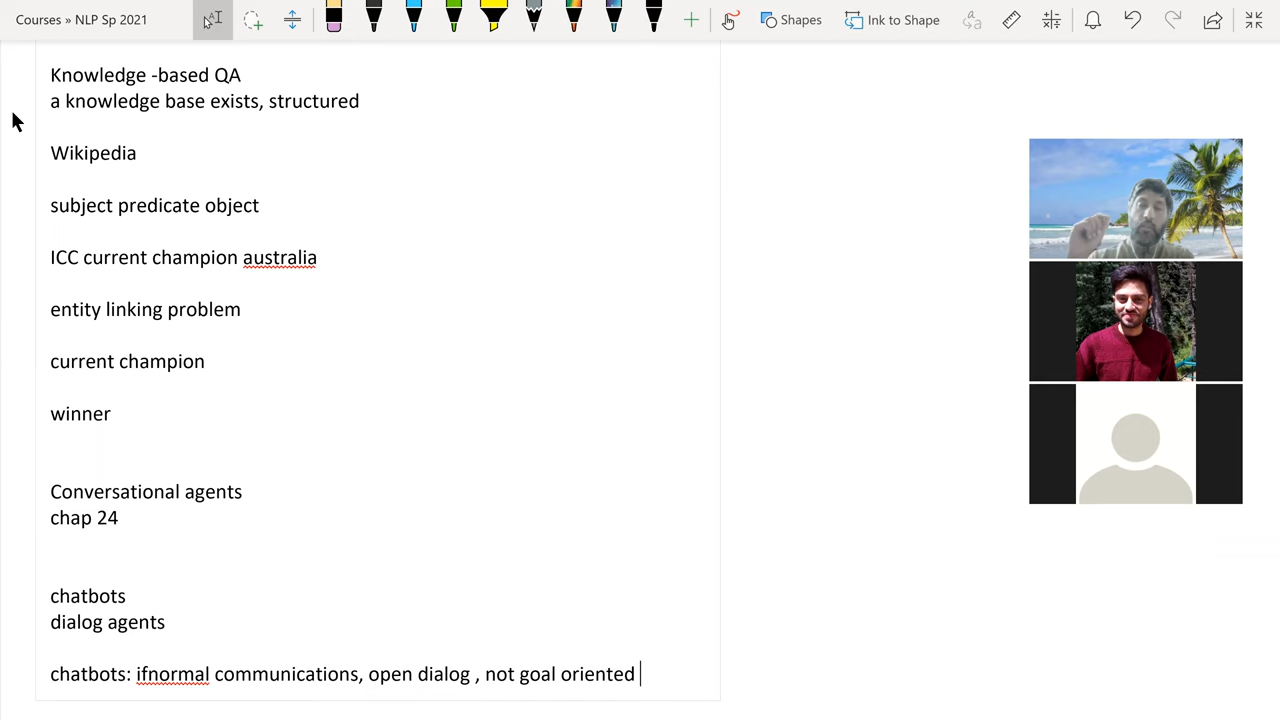 Courses » NLP Sp 2021
Shapes
Ink to Shape
Knowledge -based QA
a knowledge base exists, structured
Wikipedia
subject predicate object
ICC current champion australia
entity linking problem
current champion
winner
Conversational agents
chap 24
chatbots
dialog agents
chatbots: ifnormal communications, open dialog , not goal oriented